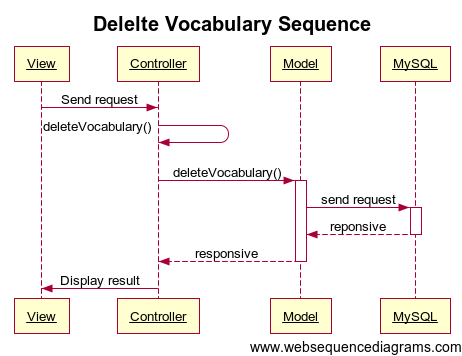 Delelte Vocabulary Sequence
View Controller Model MySQL
Send request
deleteVocabulary()
deleteVocabulary()
send request
reponsive
responsive
Display result
View Controller Model MySQL
www.websequencediagrams.com